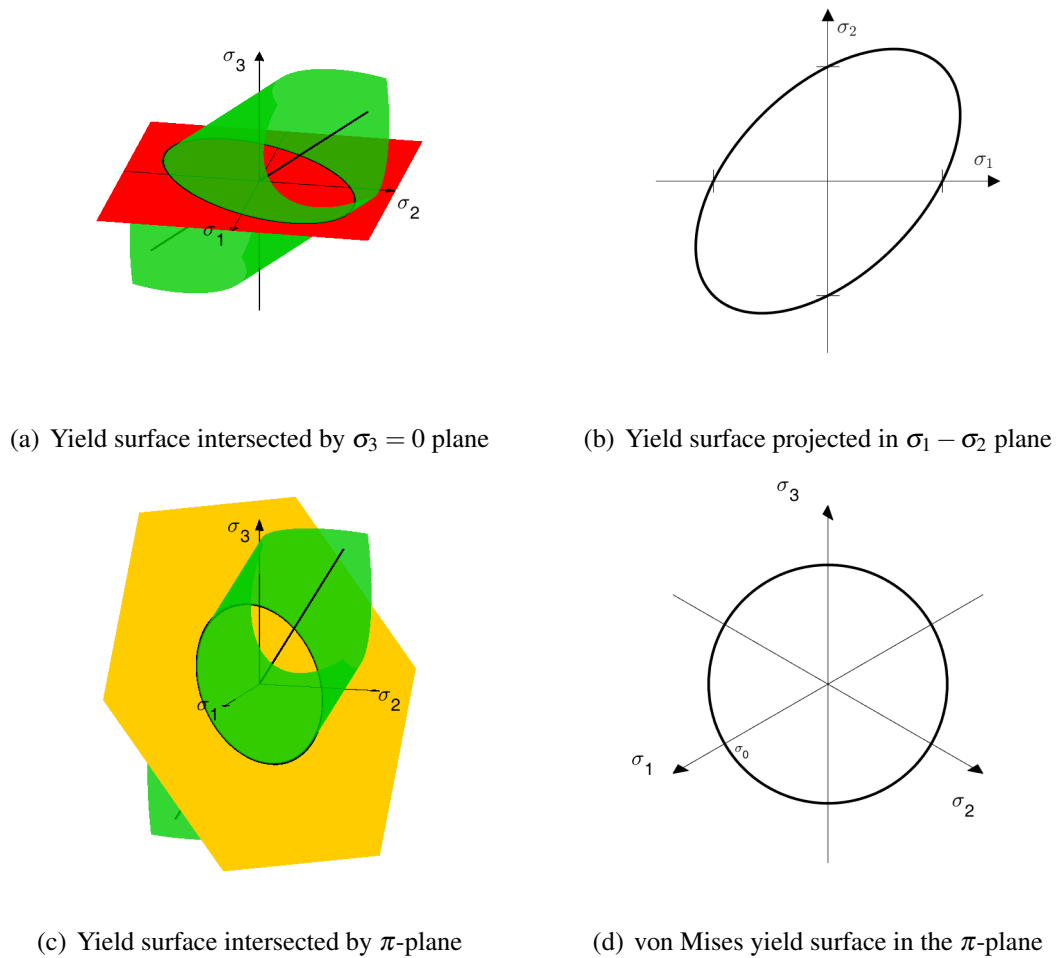 σ3
σ2
σ1
σ2
σ1
(a) Yield surface intersected by σ3 = 0 plane
(b) Yield surface projected in σ1 − σ2 plane
σ3
σ2
σ1
σ3
σ0
σ1
σ2
(c) Yield surface intersected by π-plane
(d) von Mises yield surface in the π-plane